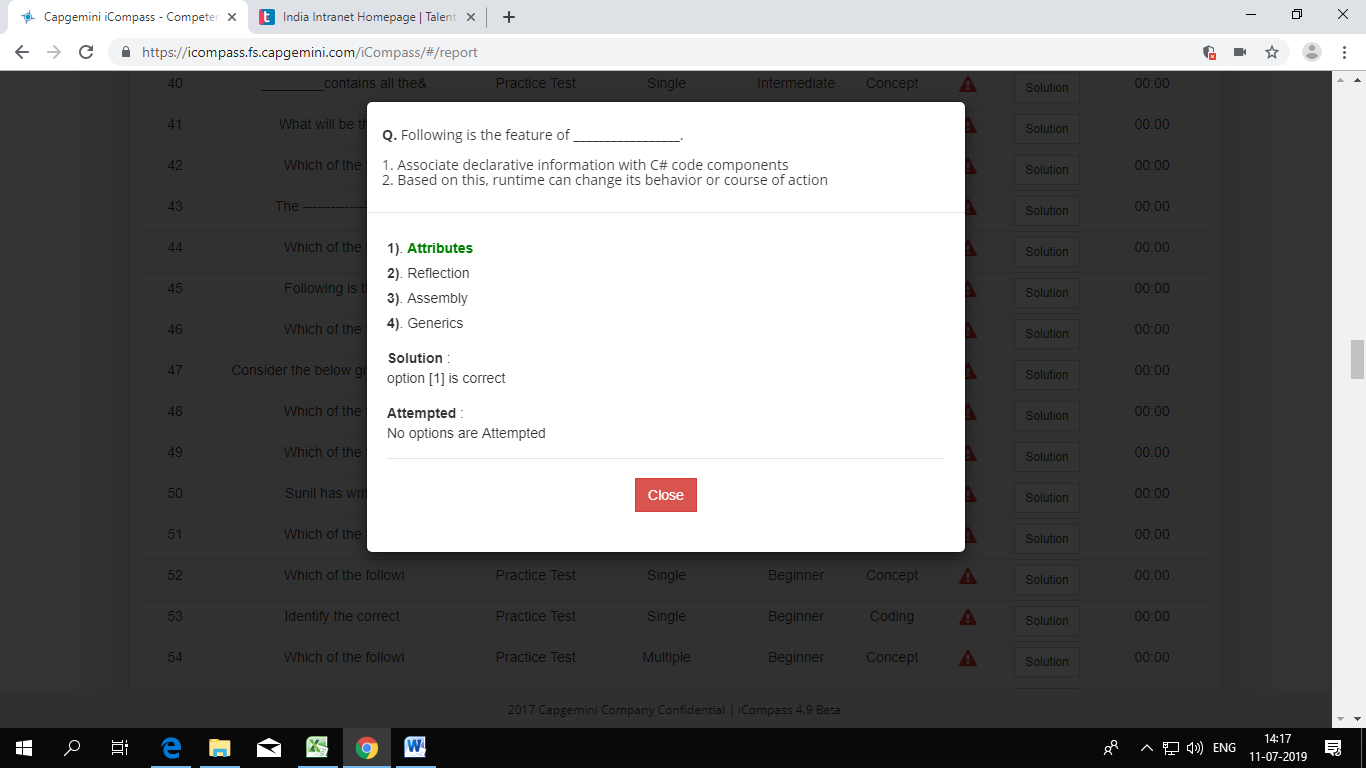 Capgemini iCompass - Competen
India Intranet Homepage | Talent
https://icompass.fs.capgemini.com/iCompass/#/report
40 ________contains all the& Practice Test Single Intermediate Concept Solution 00:00
Q. Following is the feature of ________________.
41 What will be th Solution 00:00
1. Associate declarative information with C# code components
42 Which of the Solution 00:00
2. Based on this, runtime can change its behavior or course of action
43 The ------------- Solution 00:00
44 Which of the Solution 00:00
1). Attributes
2). Reflection
45 Following is t Solution 00:00
3). Assembly
4). Generics
46 Which of the Solution 00:00
Solution :
47 Consider the below gr Solution 00:00
option [1] is correct
48 Which of the Solution 00:00
Attempted :
No options are Attempted
49 Which of the Solution 00:00
50 Sunil has writ Solution 00:00
Close
51 Which of the Solution 00:00
52 Which of the followi Practice Test Single Beginner Concept Solution 00:00
53 Identify the correct Practice Test Single Beginner Coding Solution 00:00
54 Which of the followi Practice Test Multiple Beginner Concept Solution 00:00
2017 Capgemini Company Confidential | iCompass 4.9 Beta
ENG 14:17
11-07-2019